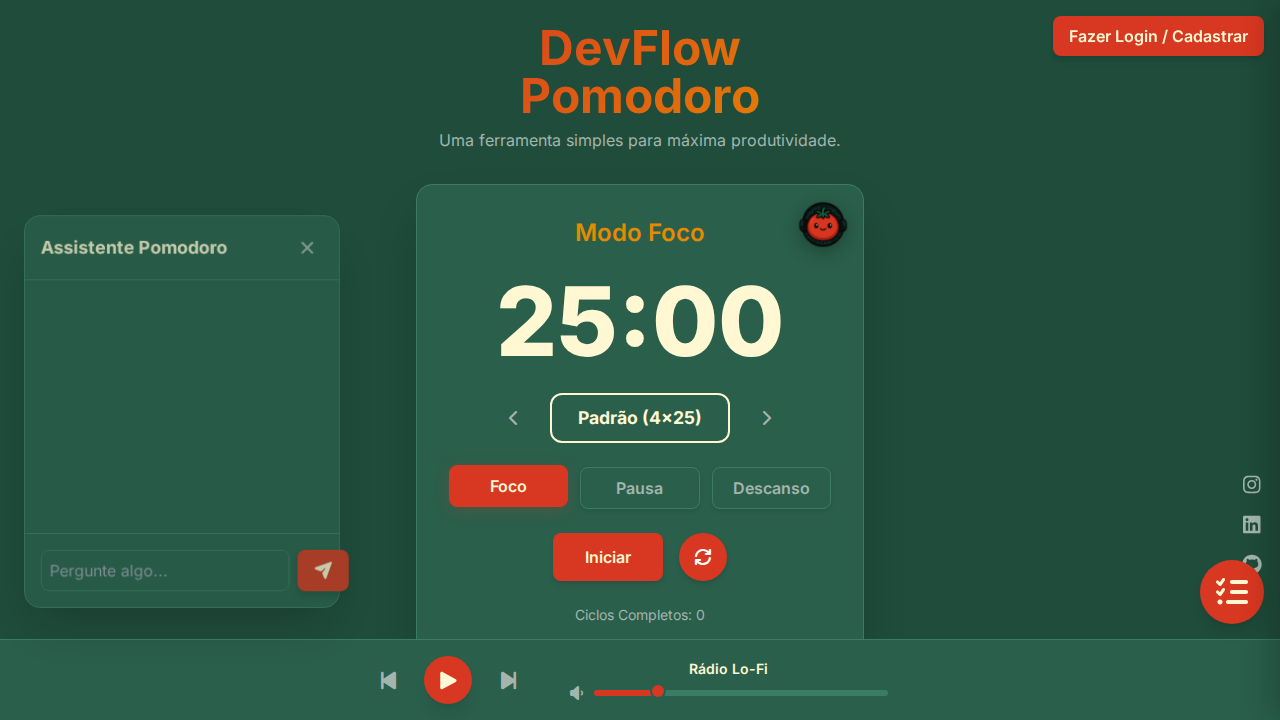 DevFlow
Pomodoro
Uma ferramenta simples para máxima produtividade.
Fazer Login / Cadastrar
Assistente Pomodoro
Pergunte algo...
Modo Foco
25:00
Padrão (4×25)
Foco
Pausa
Descanso
Iniciar
Ciclos Completos: 0
Rádio Lo-Fi